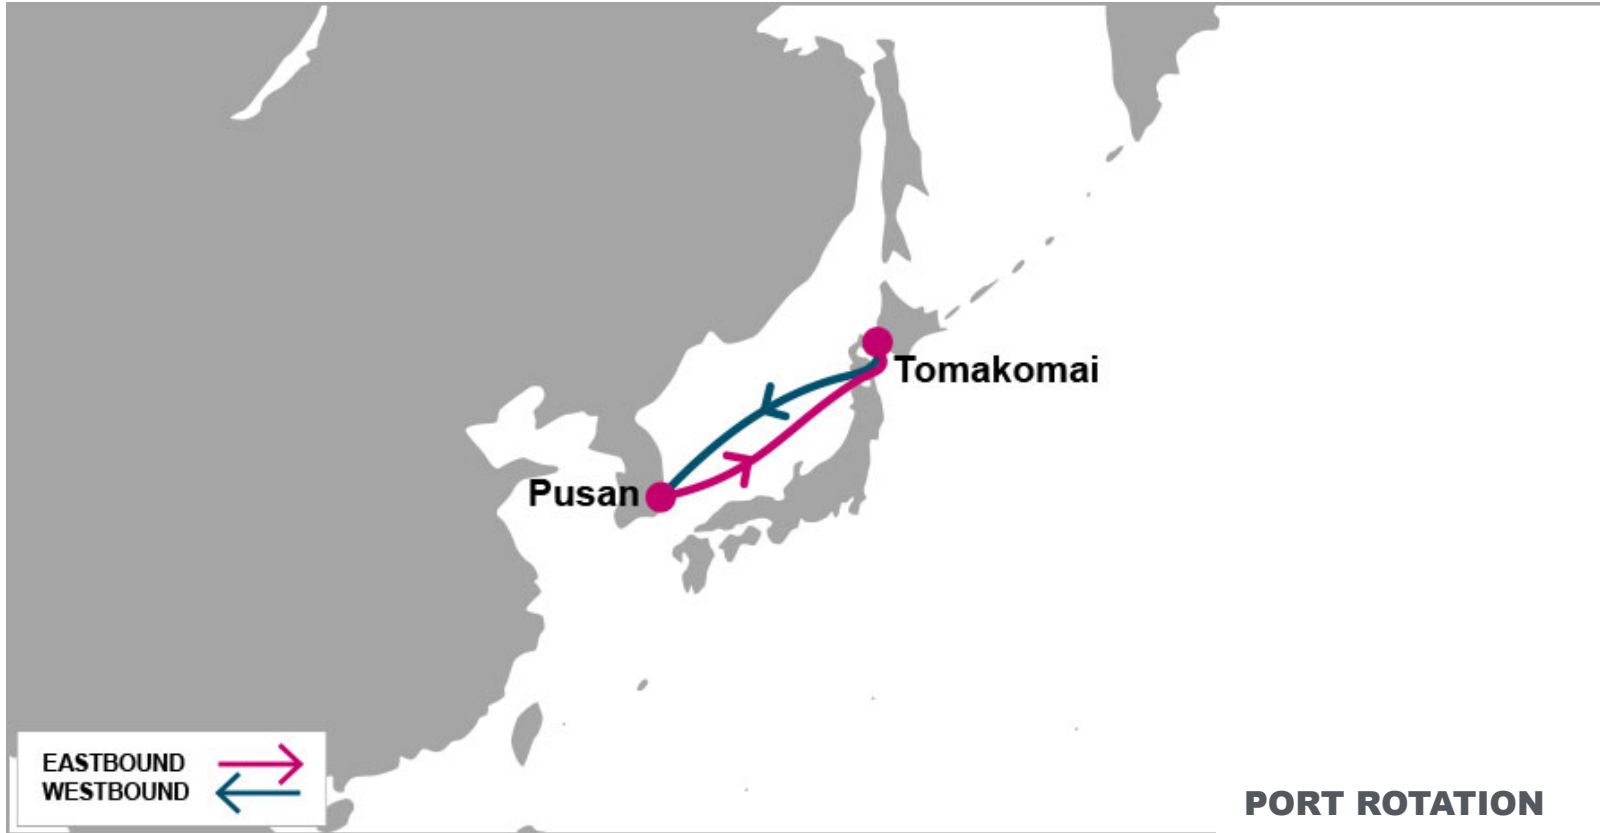 Tomakomai
Pusan
EASTBOUND
WESTBOUND
PORT ROTATION